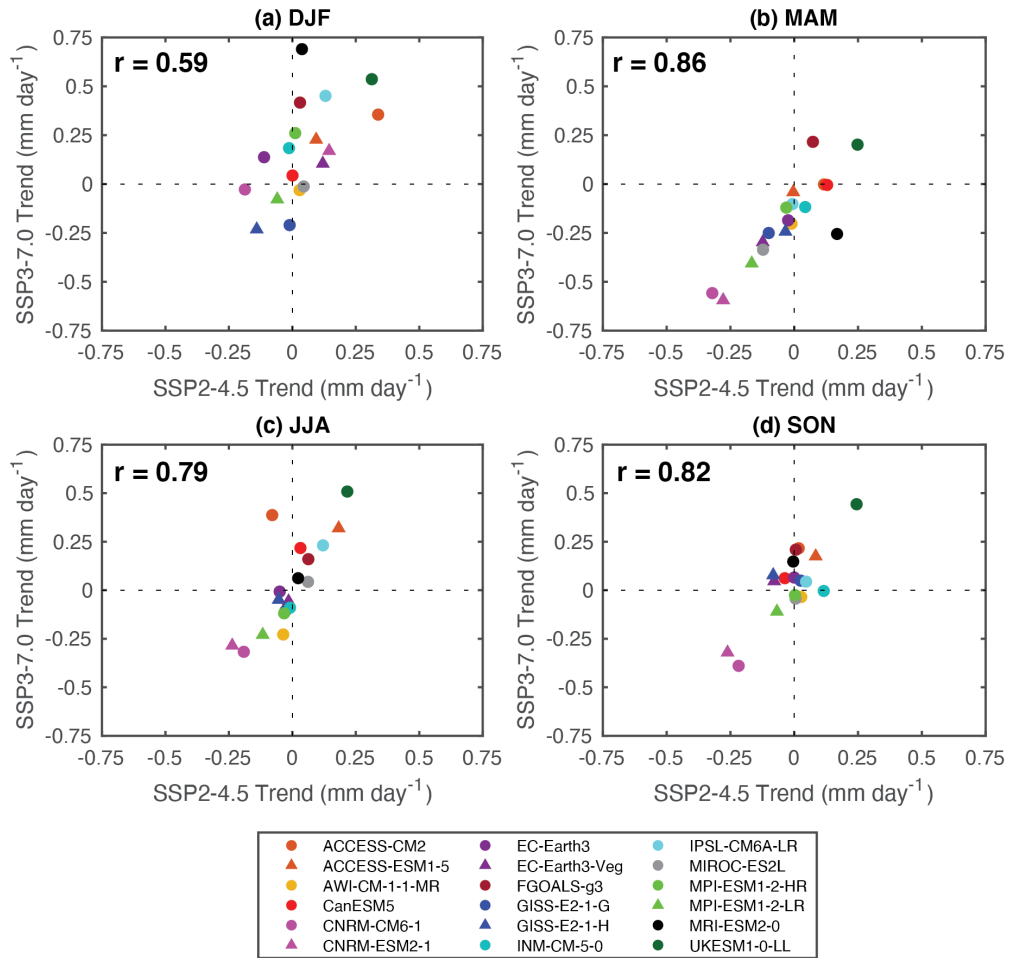 (a) DJF
r = 0.59
SSP3-7.0 Trend (mm day⁻¹)
0.75
0.5
0.25
0
-0.25
-0.5
-0.75
-0.75 -0.5 -0.25 0 0.25 0.5 0.75
SSP2-4.5 Trend (mm day⁻¹)
(b) MAM
r = 0.86
SSP3-7.0 Trend (mm day⁻¹)
0.75
0.5
0.25
0
-0.25
-0.5
-0.75
-0.75 -0.5 -0.25 0 0.25 0.5 0.75
SSP2-4.5 Trend (mm day⁻¹)
(c) JJA
r = 0.79
SSP3-7.0 Trend (mm day⁻¹)
0.75
0.5
0.25
0
-0.25
-0.5
-0.75
-0.75 -0.5 -0.25 0 0.25 0.5 0.75
SSP2-4.5 Trend (mm day⁻¹)
(d) SON
r = 0.82
SSP3-7.0 Trend (mm day⁻¹)
0.75
0.5
0.25
0
-0.25
-0.5
-0.75
-0.75 -0.5 -0.25 0 0.25 0.5 0.75
SSP2-4.5 Trend (mm day⁻¹)
ACCESS-CM2
ACCESS-ESM1-5
AWI-CM-1-1-MR
CanESM5
CNRM-CM6-1
CNRM-ESM2-1
EC-Earth3
EC-Earth3-Veg
FGOALS-g3
GISS-E2-1-G
GISS-E2-1-H
INM-CM-5-0
IPSL-CM6A-LR
MIROC-ES2L
MPI-ESM1-2-HR
MPI-ESM1-2-LR
MRI-ESM2-0
UKESM1-0-LL